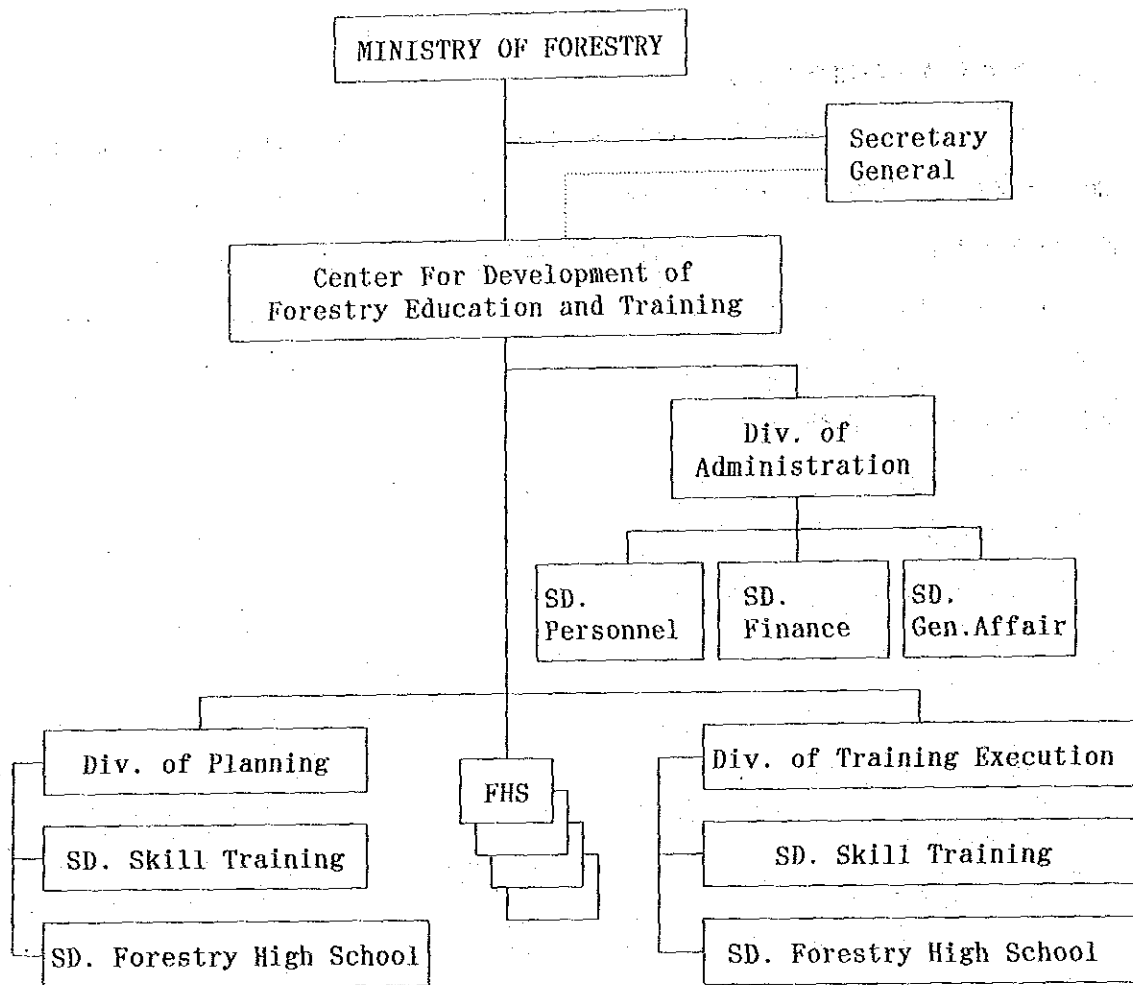 MINISTRY OF FORESTRY
Secretary
General
Center For Development of
Forestry Education and Training
Div. of
Administration
SD.
Personnel
SD.
Finance
SD.
Gen.Affair
Div. of Planning
FHS
Div. of Training Execution
SD. Skill Training
SD. Skill Training
SD. Forestry High School
SD. Forestry High School